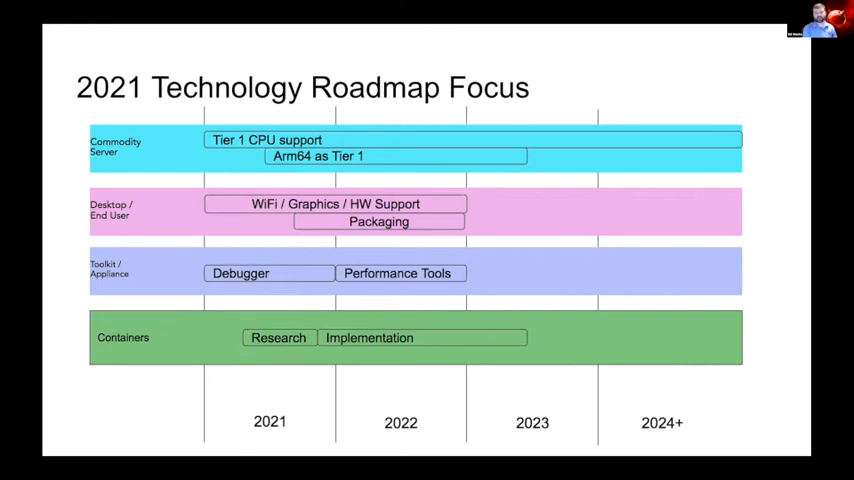 2021 Technology Roadmap Focus
Commodity
Server
Tier 1 CPU support
Arm64 as Tier 1
Desktop /
End User
WiFi / Graphics / HW Support
Packaging
Toolkit /
Appliance
Debugger
Performance Tools
Containers
Research
Implementation
2021
2022
2023
2024+